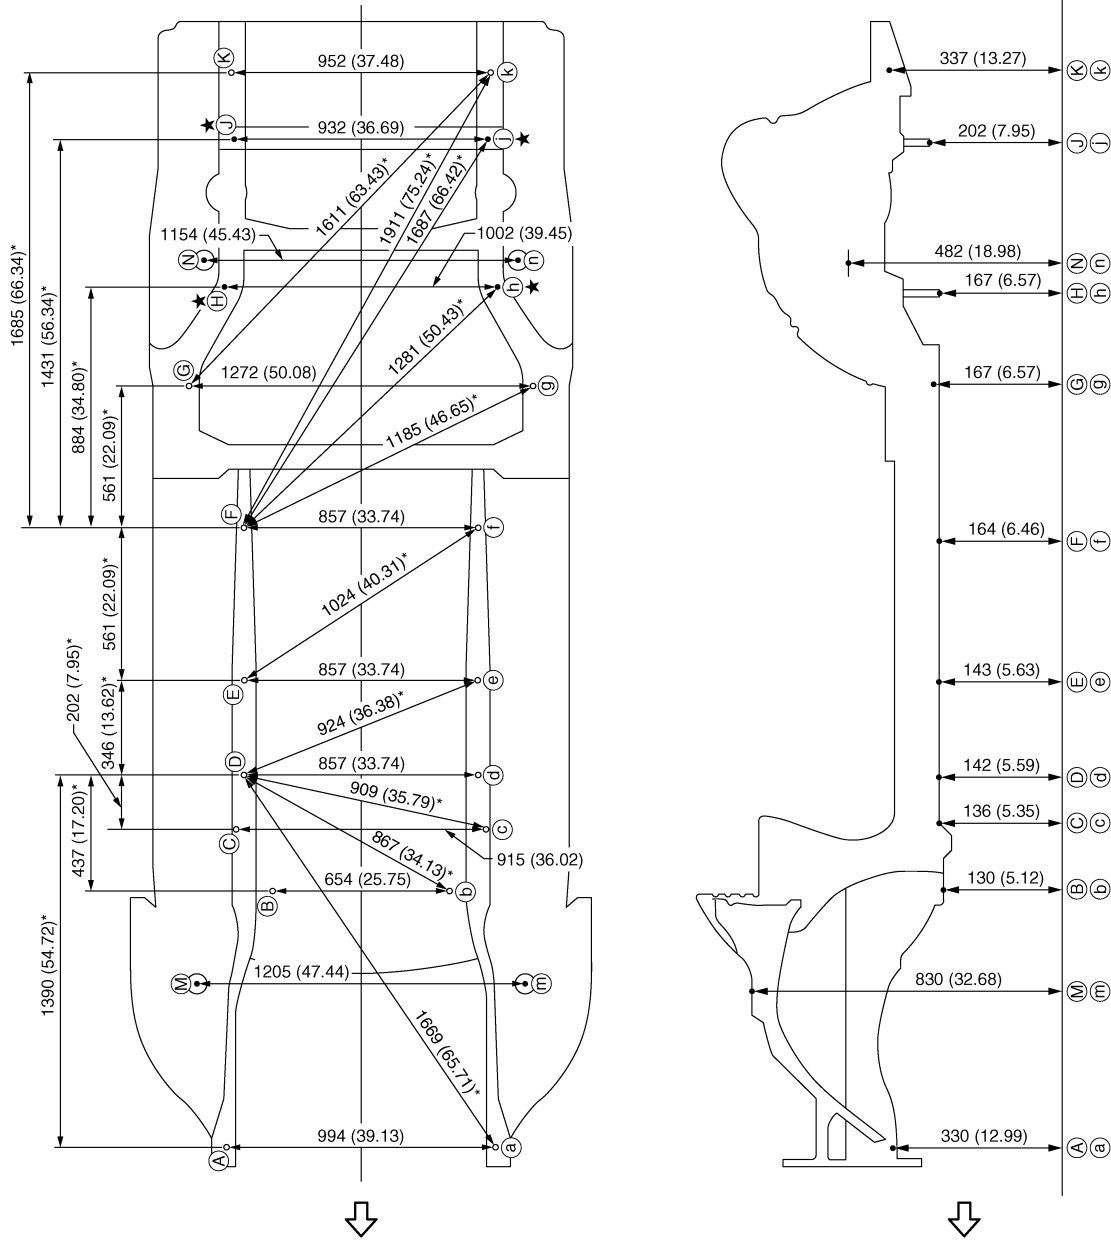 K
952 (37.48)
k
J
932 (36.69)
j
1611 (63.43)*
1911 (75.24)*
1687 (66.42)*
1154 (45.43)
1002 (39.45)
N
n
H
h
1685 (66.34)*
1431 (56.34)*
884 (34.80)*
561 (22.09)*
G
1272 (50.08)
g
1281 (50.43)*
1185 (46.65)*
F
857 (33.74)
f
561 (22.09)*
1024 (40.31)*
E
857 (33.74)
e
202 (7.95)*
346 (13.62)*
924 (36.38)*
D
857 (33.74)
d
437 (17.20)*
909 (35.79)*
C
c
867 (34.13)*
915 (36.02)
654 (25.75)
B
b
1390 (54.72)*
M
1205 (47.44)
m
1669 (65.71)*
A
994 (39.13)
a
337 (13.27) K k
202 (7.95) J j
482 (18.98) N n
167 (6.57) H h
167 (6.57) G g
164 (6.46) F f
143 (5.63) E e
142 (5.59) D d
136 (5.35) C c
130 (5.12) B b
830 (32.68) M m
330 (12.99) A a